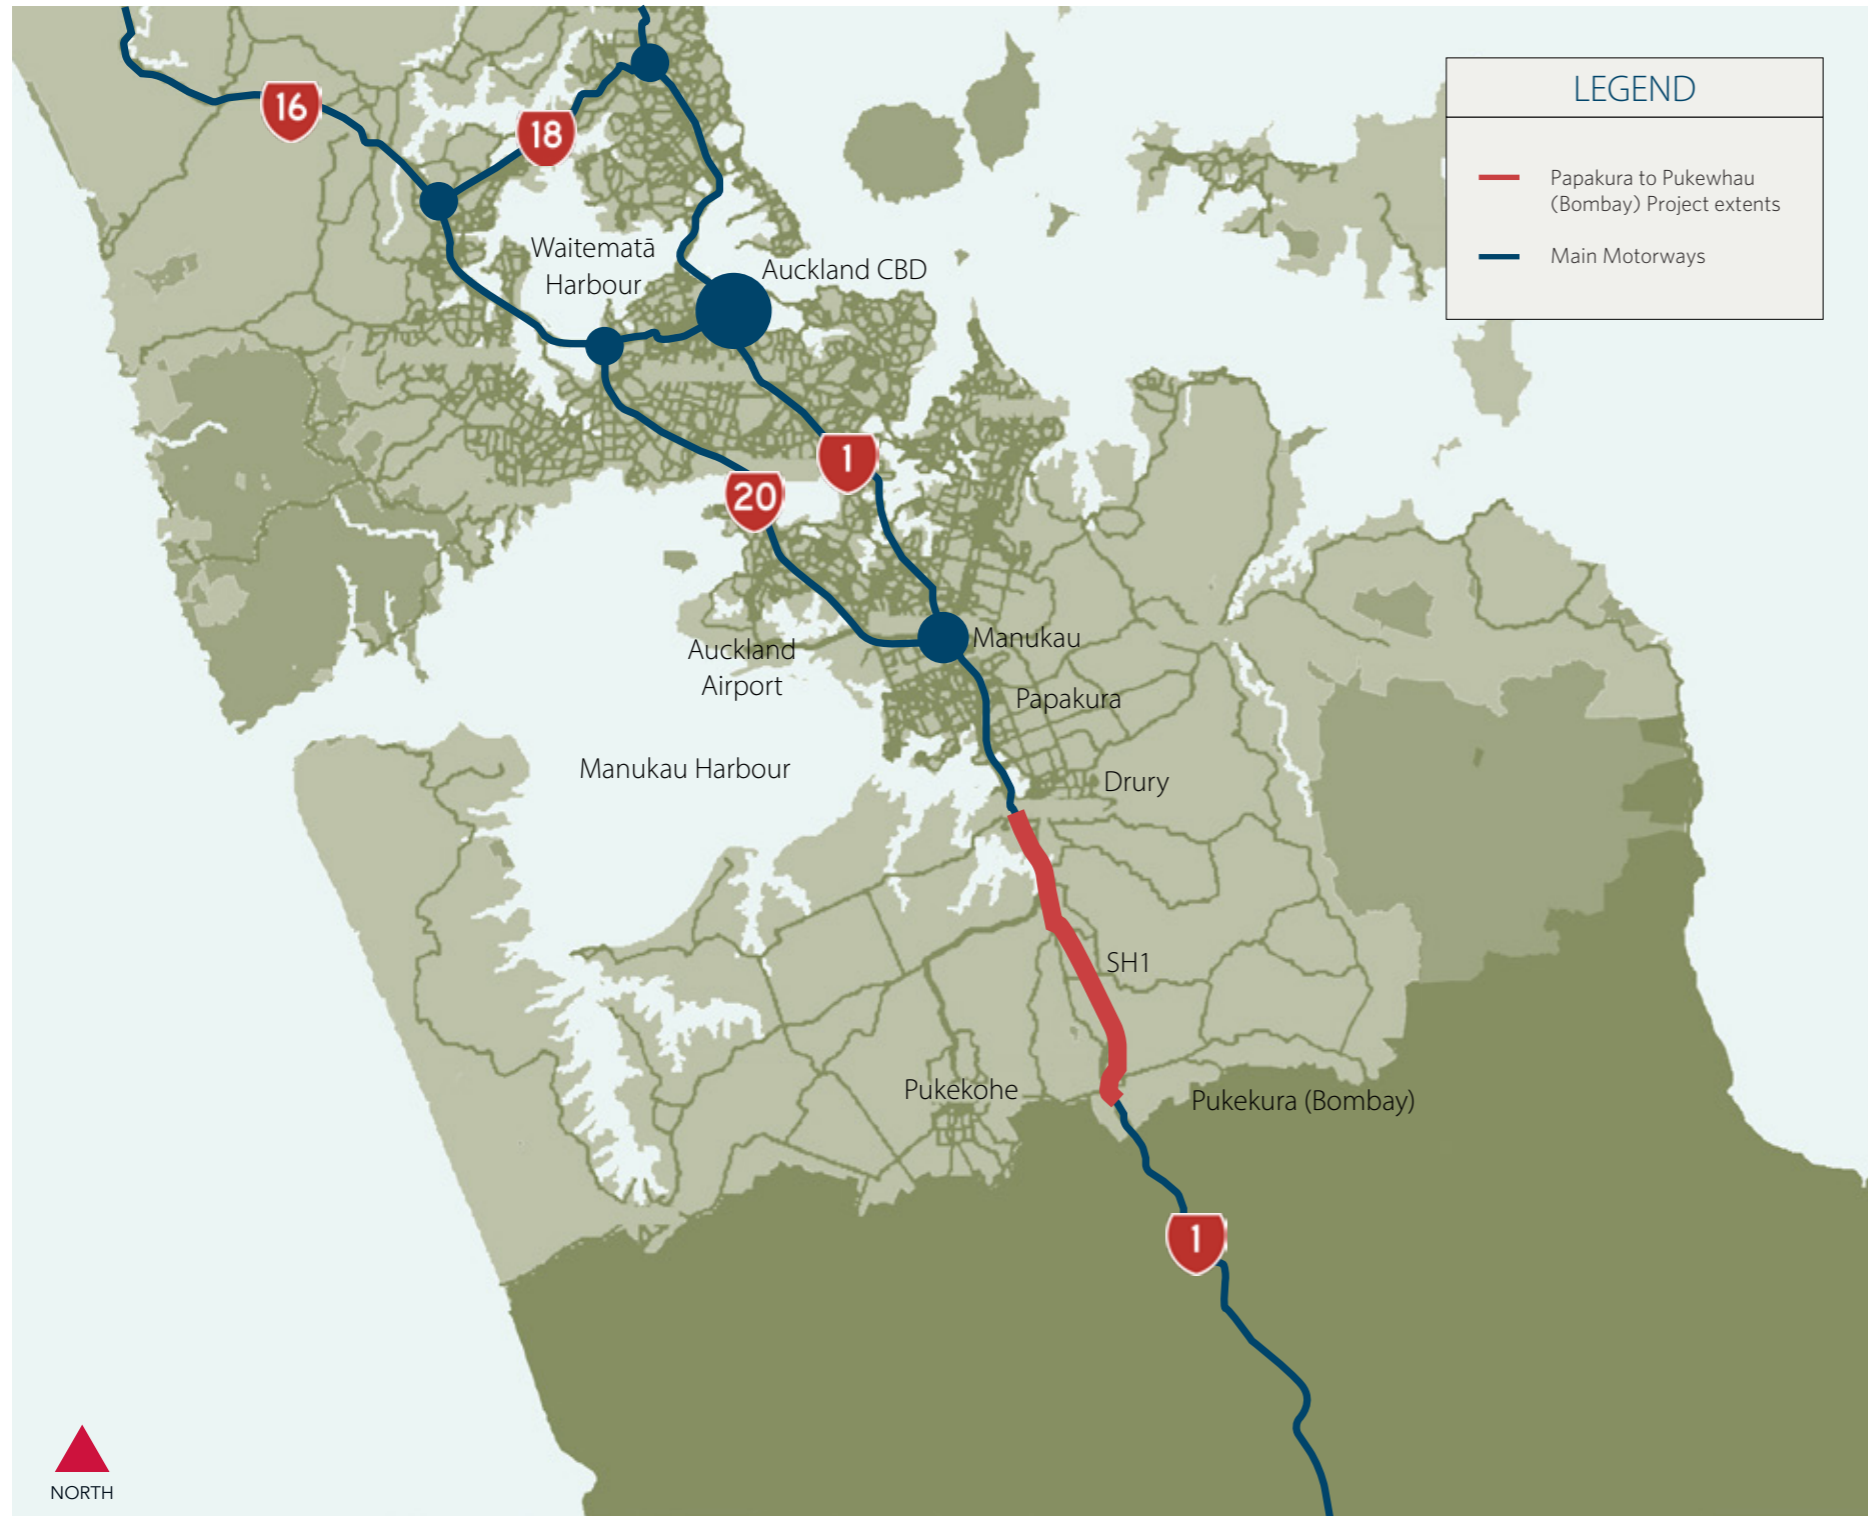 LEGEND
Papakura to Pukewhau
(Bombay) Project extents
Main Motorways
16
18
Waitematā
Harbour
Auckland CBD
1
20
Manukau
Auckland
Airport
Papakura
Manukau Harbour
Drury
SH1
Pukekohe
Pukekura (Bombay)
1
NORTH